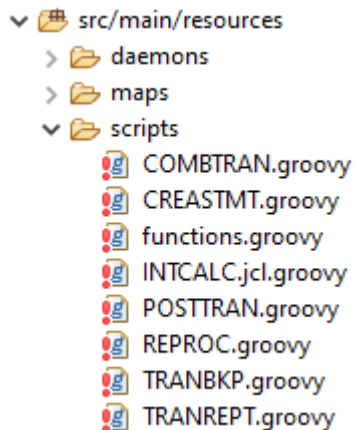 src/main/resources
daemons
maps
scripts
COMBTRAN.groovy
CREASTMT.groovy
functions.groovy
INTCALC.jcl.groovy
POSTTRAN.groovy
REPROC.groovy
TRANBKP.groovy
TRANREPT.groovy